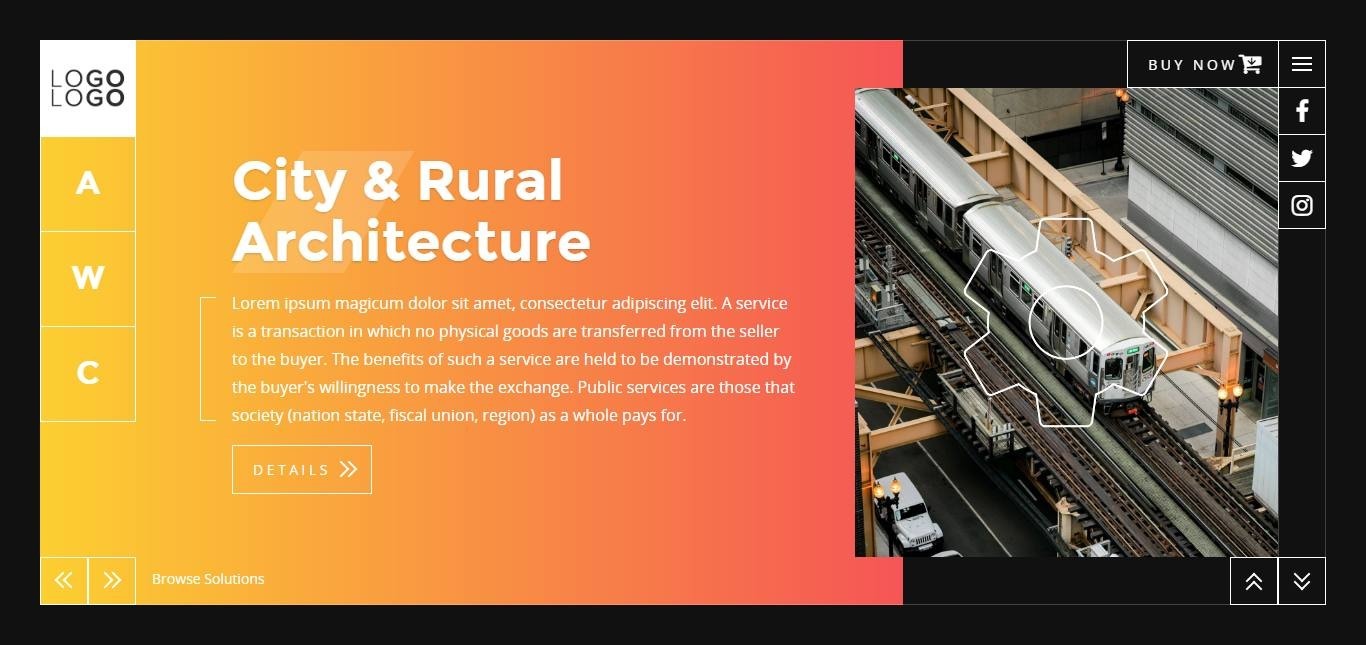 LOGO
LOGO
BUY NOW
A
W
C
City & Rural
Architecture
Lorem ipsum magicum dolor sit amet, consectetur adipiscing elit. A service
is a transaction in which no physical goods are transferred from the seller
to the buyer. The benefits of such a service are held to be demonstrated by
the buyer's willingness to make the exchange. Public services are those that
society (nation state, fiscal union, region) as a whole pays for.
DETAILS
Browse Solutions